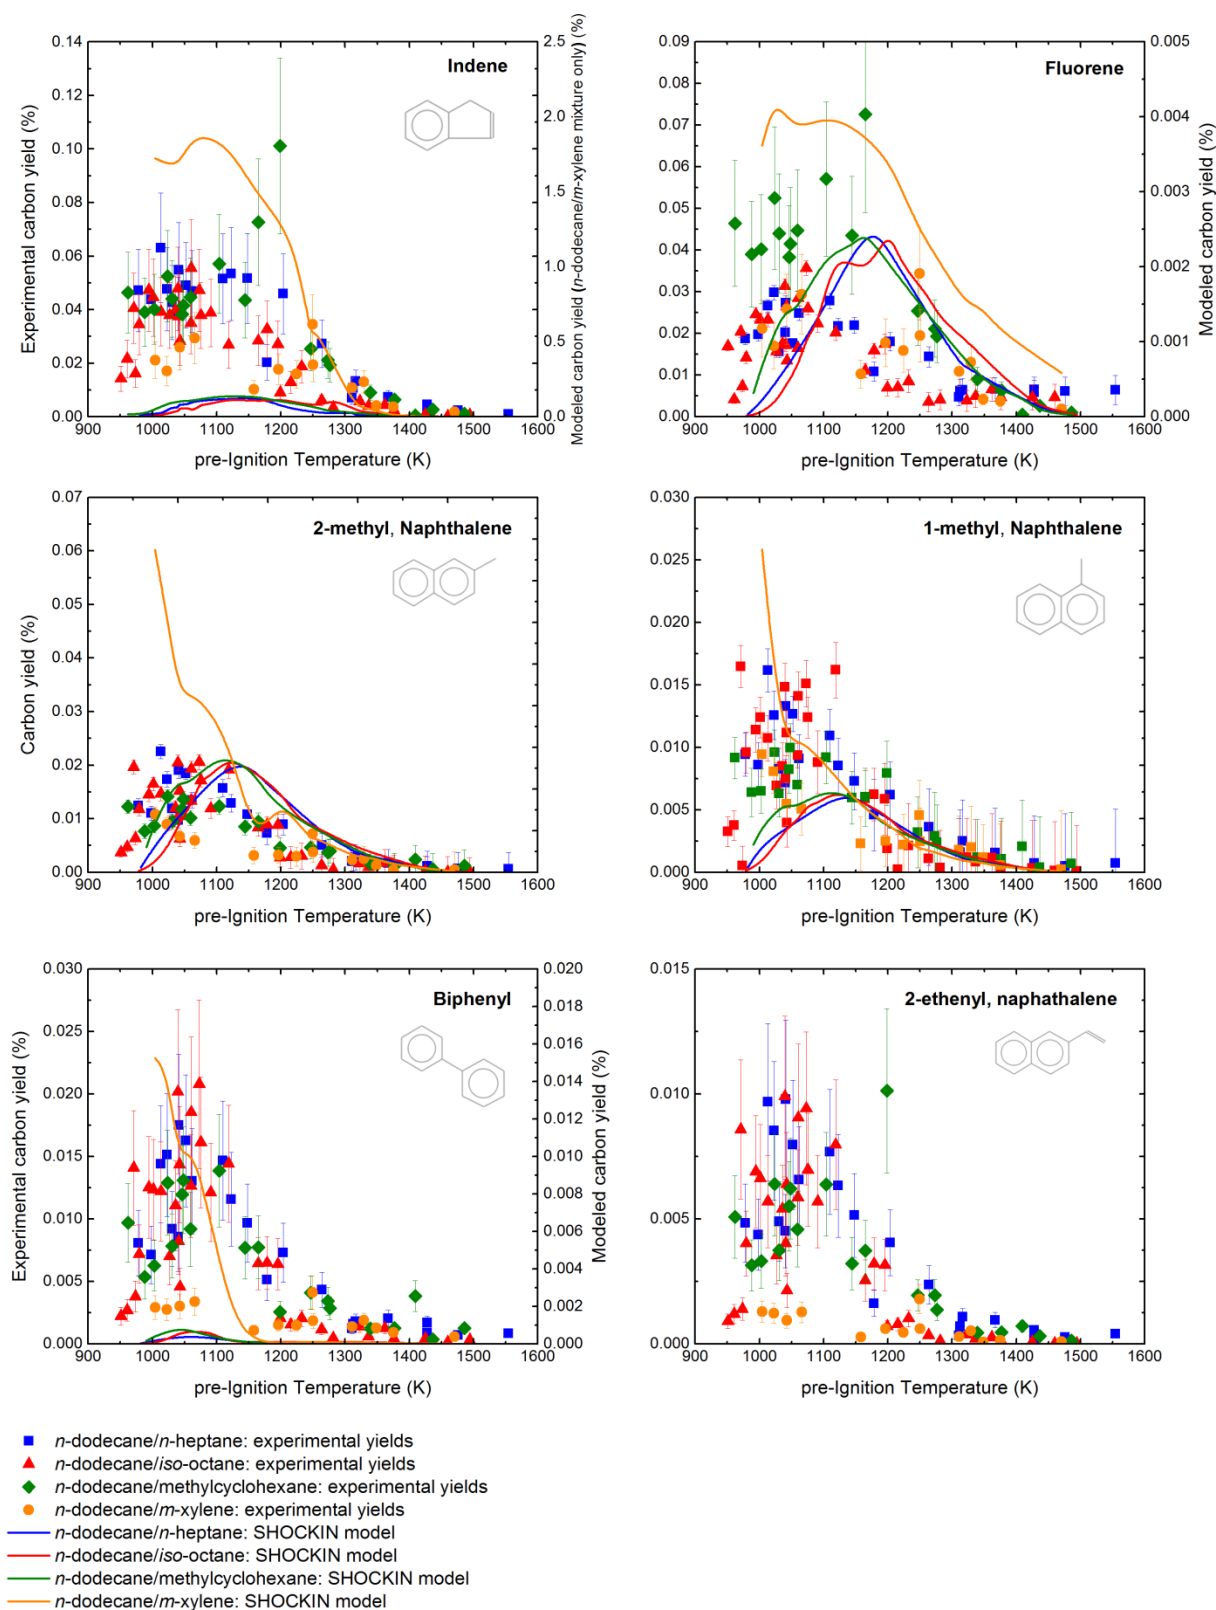 Indene
Experimental carbon yield (%)
0.14
0.12
0.10
0.08
0.06
0.04
0.02
0.00
2.5
2.0
1.5
1.0
0.5
0.0
Modeled carbon yield (n-dodecane/m-xylene mixture only) (%)
900 1000 1100 1200 1300 1400 1500 1600
pre-Ignition Temperature (K)
Fluorene
0.09
0.08
0.07
0.06
0.05
0.04
0.03
0.02
0.01
0.00
0.005
0.004
0.003
0.002
0.001
0.000
Modeled carbon yield (%)
900 1000 1100 1200 1300 1400 1500 1600
pre-Ignition Temperature (K)
2-methyl, Naphthalene
Carbon yield (%)
0.07
0.06
0.05
0.04
0.03
0.02
0.01
0.00
900 1000 1100 1200 1300 1400 1500 1600
pre-Ignition Temperature (K)
1-methyl, Naphthalene
0.030
0.025
0.020
0.015
0.010
0.005
0.000
900 1000 1100 1200 1300 1400 1500 1600
pre-Ignition Temperature (K)
Biphenyl
Experimental carbon yield (%)
0.030
0.025
0.020
0.015
0.010
0.005
0.000
0.020
0.018
0.016
0.014
0.012
0.010
0.008
0.006
0.004
0.002
0.000
Modeled carbon yield (%)
900 1000 1100 1200 1300 1400 1500 1600
pre-Ignition Temperature (K)
2-ethenyl, naphathalene
0.015
0.010
0.005
0.000
900 1000 1100 1200 1300 1400 1500 1600
pre-Ignition Temperature (K)
n-dodecane/n-heptane: experimental yields
n-dodecane/iso-octane: experimental yields
n-dodecane/methylcyclohexane: experimental yields
n-dodecane/m-xylene: experimental yields
n-dodecane/n-heptane: SHOCKIN model
n-dodecane/iso-octane: SHOCKIN model
n-dodecane/methylcyclohexane: SHOCKIN model
n-dodecane/m-xylene: SHOCKIN model